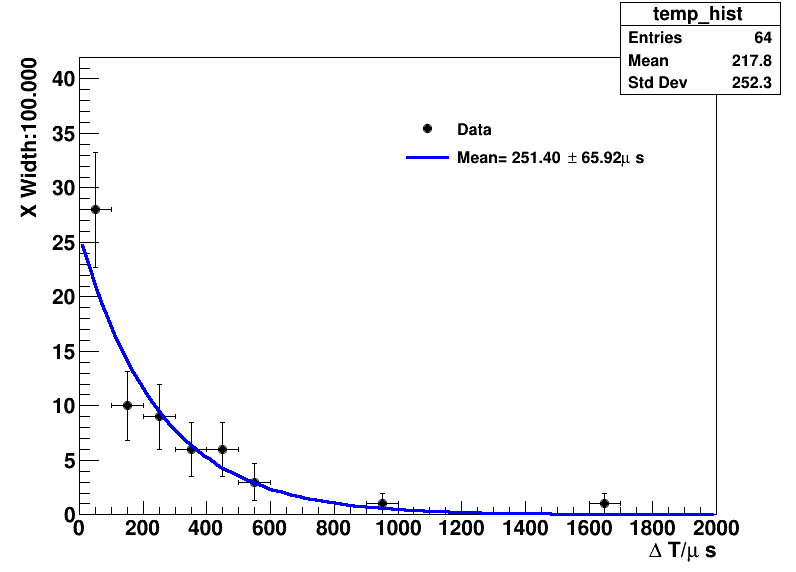 temp_hist
Entries 64
Mean 217.8
Std Dev 252.3
X Width:100.000
40
35
30
25
20
15
10
5
0
Data
Mean= 251.40 ± 65.92μ s
0 200 400 600 800 1000 1200 1400 1600 1800 2000
Δ T/μ s